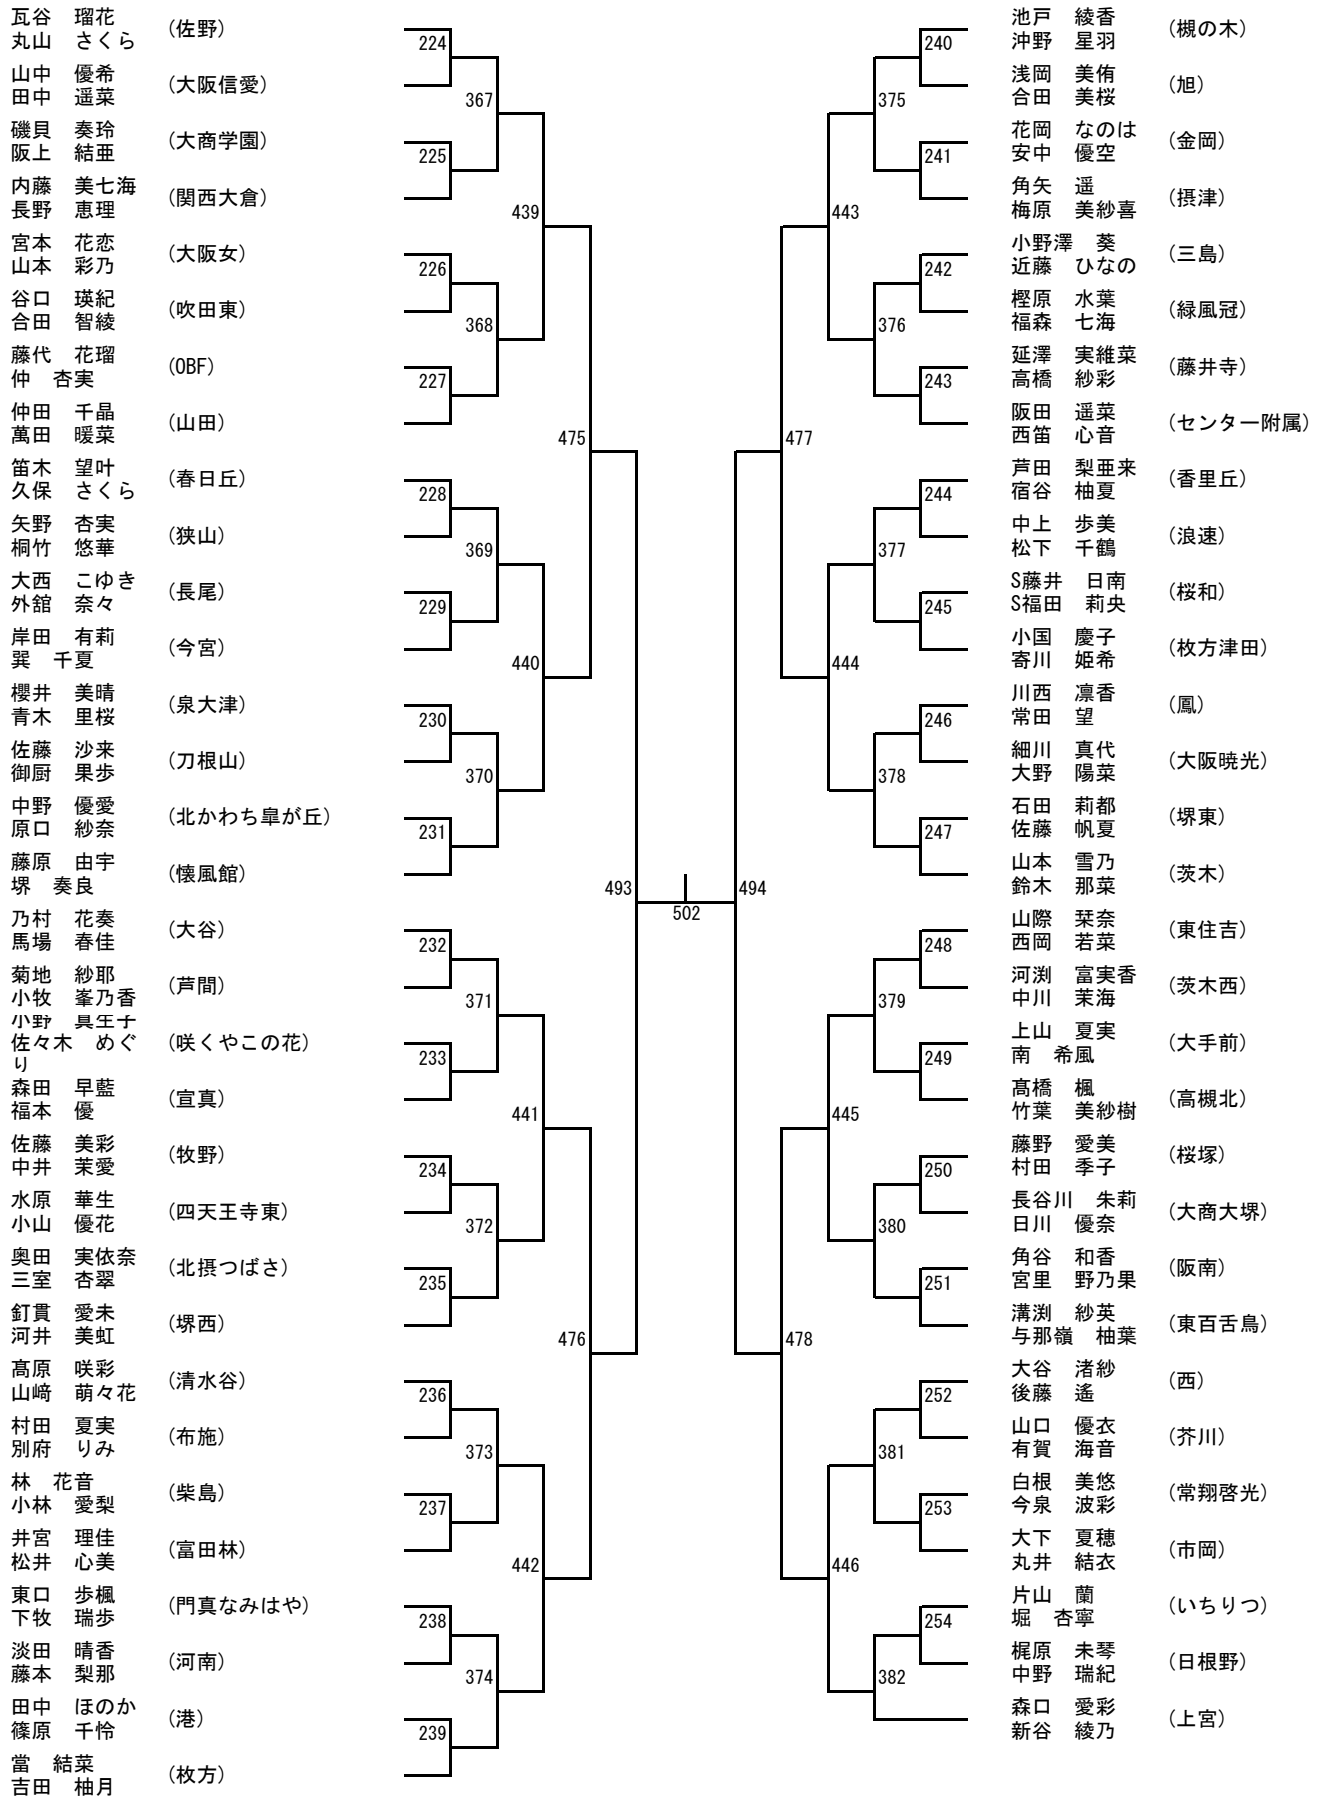 瓦谷　瑠花
丸山　さくら
(佐野)
山中　優希
田中　遥菜
(大阪信愛)
磯貝　奏玲
阪上　結亜
(大商学園)
内藤　美七海
長野　恵理
(関西大倉)
宮本　花恋
山本　彩乃
(大阪女)
谷口　瑛紀
合田　智綾
(吹田東)
藤代　花瑠
仲　杏実
(OBF)
仲田　千晶
萬田　暖菜
(山田)
笛木　望叶
久保　さくら
(春日丘)
矢野　杏実
桐竹　悠華
(狭山)
大西　こゆき
外舘　奈々
(長尾)
岸田　有莉
巽　千夏
(今宮)
櫻井　美晴
青木　里桜
(泉大津)
佐藤　沙来
御厨　果歩
(刀根山)
中野　優愛
原口　紗奈
(北かわち皐が丘)
藤原　由宇
堺　奏良
(懐風館)
乃村　花奏
馬場　春佳
(大谷)
菊地　紗耶
小牧　峯乃香
(芦間)
小野　真生子
佐々木　めぐ
り
(咲くやこの花)
森田　早藍
福本　優
(宣真)
佐藤　美彩
中井　茉愛
(牧野)
水原　華生
小山　優花
(四天王寺東)
奥田　実依奈
三室　杏翠
(北摂つばさ)
釘貫　愛未
河井　美虹
(堺西)
髙原　咲彩
山﨑　萌々花
(清水谷)
村田　夏実
別府　りみ
(布施)
林　花音
小林　愛梨
(柴島)
井宮　理佳
松井　心美
(富田林)
東口　歩楓
下牧　瑞歩
(門真なみはや)
淡田　晴香
藤本　梨那
(河南)
田中　ほのか
篠原　千怜
(港)
當　結菜
吉田　柚月
(枚方)
224
225
226
227
228
229
230
231
232
233
234
235
236
237
238
239
367
368
369
370
371
372
373
374
439
440
441
442
475
476
493
502
494
477
478
443
444
445
446
375
376
377
378
379
380
381
382
240
241
242
243
244
245
246
247
248
249
250
251
252
253
254
池戸　綾香
沖野　星羽
(槻の木)
浅岡　美侑
合田　美桜
(旭)
花岡　なのは
安中　優空
(金岡)
角矢　遥
梅原　美紗喜
(摂津)
小野澤　葵
近藤　ひなの
(三島)
樫原　水葉
福森　七海
(緑風冠)
延澤　実維菜
高橋　紗彩
(藤井寺)
阪田　遥菜
西笛　心音
(センター附属)
芦田　梨亜来
宿谷　柚夏
(香里丘)
中上　歩美
松下　千鶴
(浪速)
S藤井　日南
S福田　莉央
(桜和)
小国　慶子
寄川　姫希
(枚方津田)
川西　凛香
常田　望
(鳳)
細川　真代
大野　陽菜
(大阪暁光)
石田　莉都
佐藤　帆夏
(堺東)
山本　雪乃
鈴木　那菜
(茨木)
山際　栞奈
西岡　若菜
(東住吉)
河渕　富実香
中川　茉海
(茨木西)
上山　夏実
南　希風
(大手前)
髙橋　楓
竹葉　美紗樹
(高槻北)
藤野　愛美
村田　季子
(桜塚)
長谷川　朱莉
日川　優奈
(大商大堺)
角谷　和香
宮里　野乃果
(阪南)
溝渕　紗英
与那嶺　柚葉
(東百舌鳥)
大谷　渚紗
後藤　遙
(西)
山口　優衣
有賀　海音
(芥川)
白根　美悠
今泉　波彩
(常翔啓光)
大下　夏穂
丸井　結衣
(市岡)
片山　蘭
堀　杏寧
(いちりつ)
梶原　未琴
中野　瑞紀
(日根野)
森口　愛彩
新谷　綾乃
(上宮)